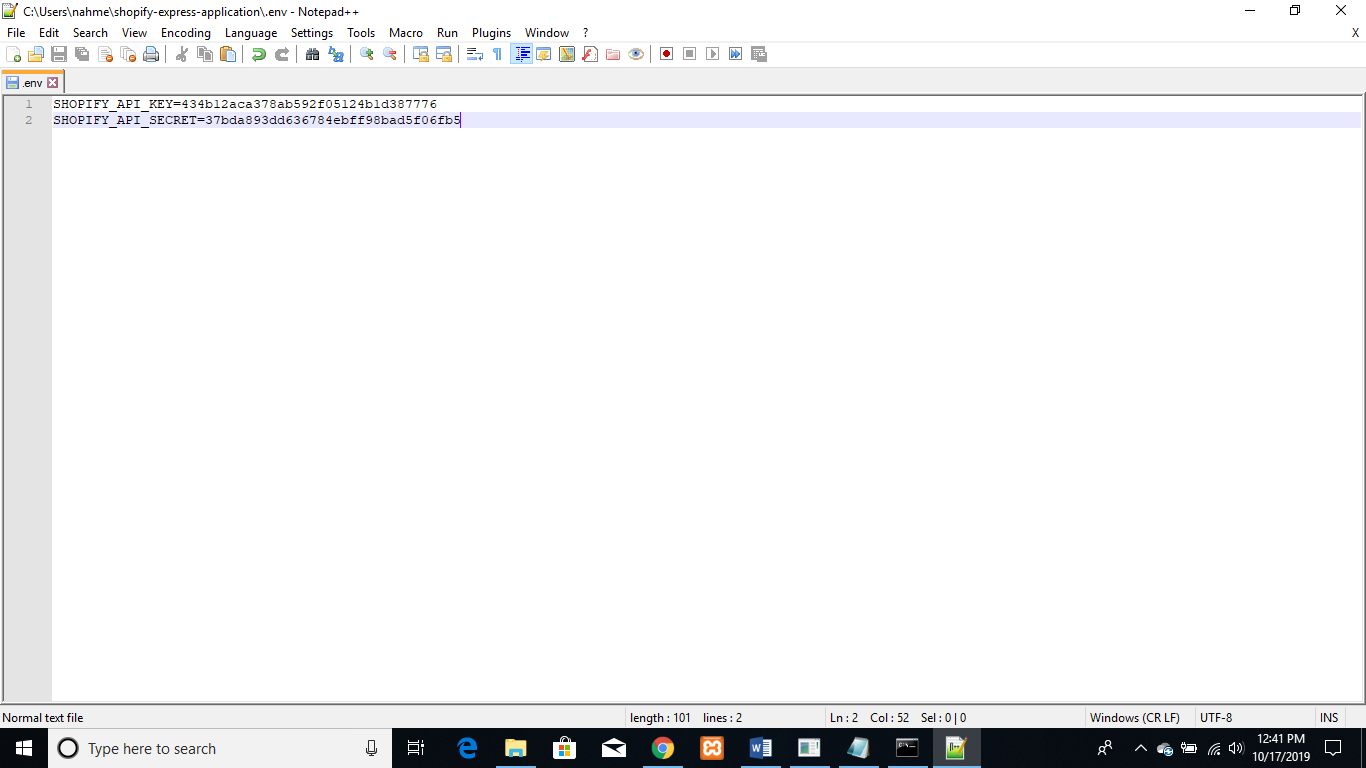 C:\Users\nahme\shopify-express-application\.env - Notepad++
File Edit Search View Encoding Language Settings Tools Macro Run Plugins Window ? X
.env
1 SHOPIFY_API_KEY=434b12aca378ab592f05124b1d387776
2 SHOPIFY_API_SECRET=37bda893dd636784ebff98bad5f06fb5
Normal text file length : 101 lines : 2 Ln : 2 Col : 52 Sel : 0 | 0 Windows (CR LF) UTF-8 INS
Type here to search
12:41 PM
10/17/2019